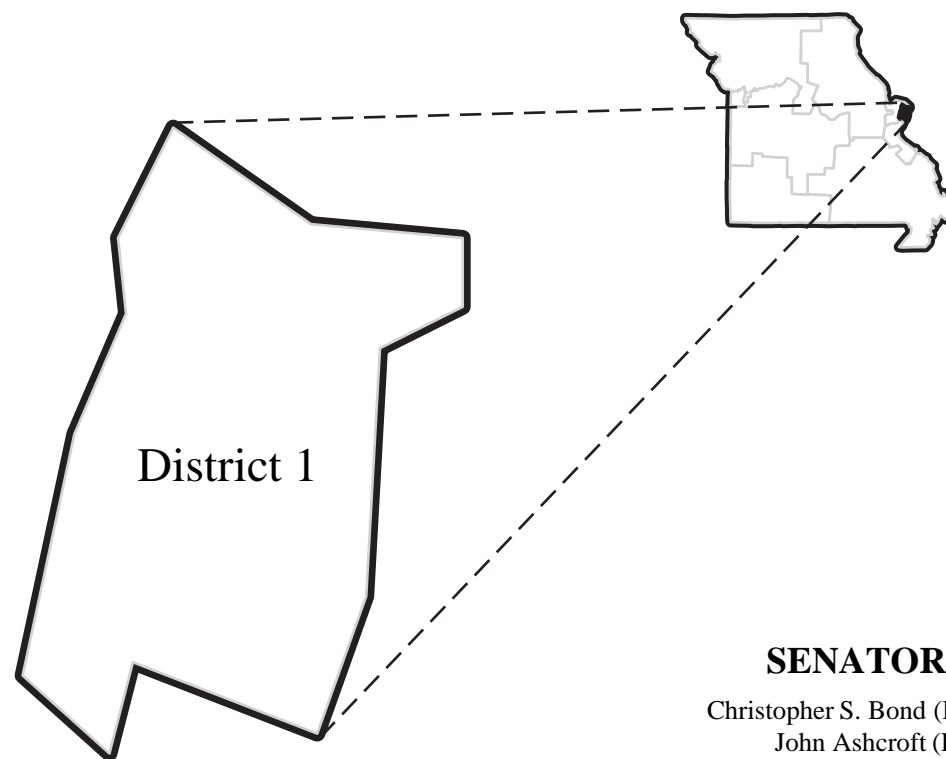 District 1
SENATOR
Christopher S. Bond (
John Ashcroft (